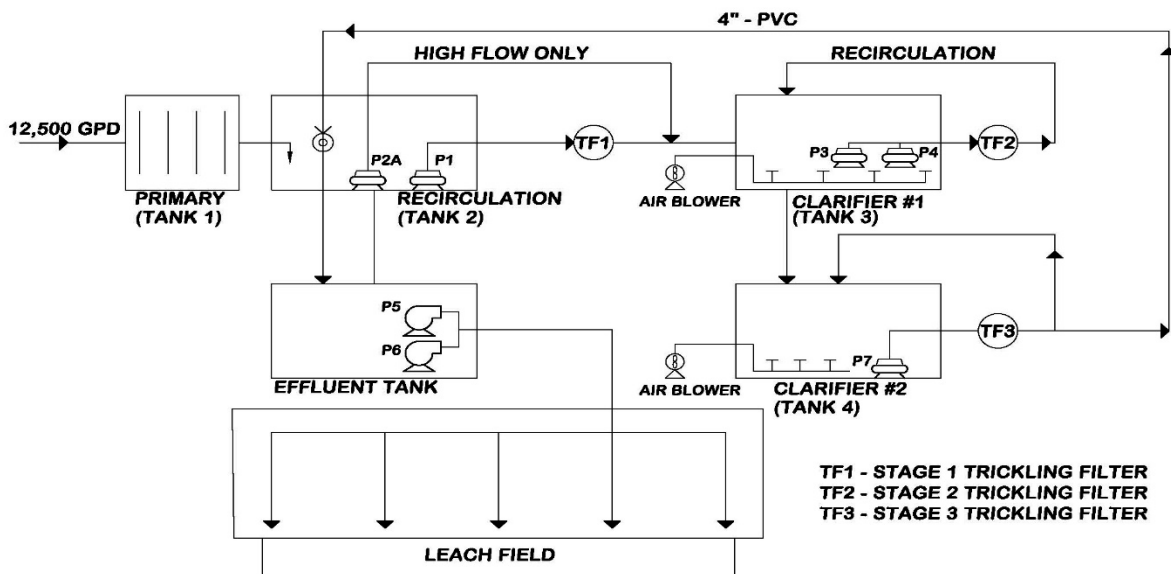 4" - PVC
HIGH FLOW ONLY
RECIRCULATION
12,500 GPD
TF1
TF2
P2A
P1
P3
P4
PRIMARY
(TANK 1)
RECIRCULATION
(TANK 2)
AIR BLOWER
CLARIFIER #1
(TANK 3)
P5
P6
TF3
P7
EFFLUENT TANK
AIR BLOWER
CLARIFIER #2
(TANK 4)
TF1 - STAGE 1 TRICKLING FILTER
TF2 - STAGE 2 TRICKLING FILTER
TF3 - STAGE 3 TRICKLING FILTER
LEACH FIELD